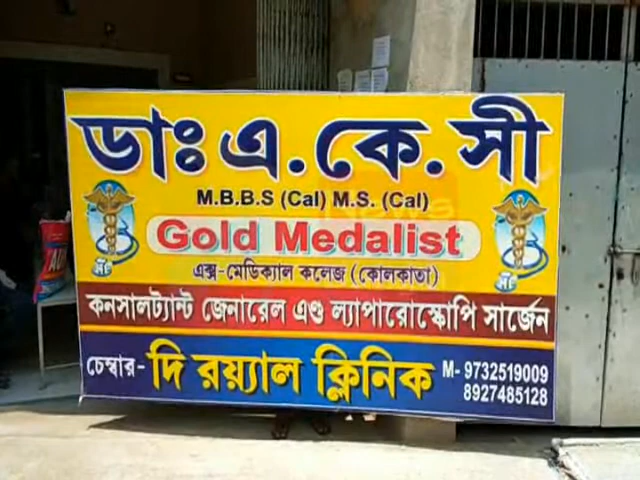 ডাঃ এ.কে.সী
M.B.B.S (Cal) M.S. (Cal)
Gold Medalist
এক্স-মেডিক্যাল কলেজ (কোলকাতা)
কনসালট্যান্ট জেনারেল এণ্ড ল্যাপারোস্কোপি সার্জেন
চেম্বার- দি রয়্যাল ক্লিনিক M- 9732519009
8927485128